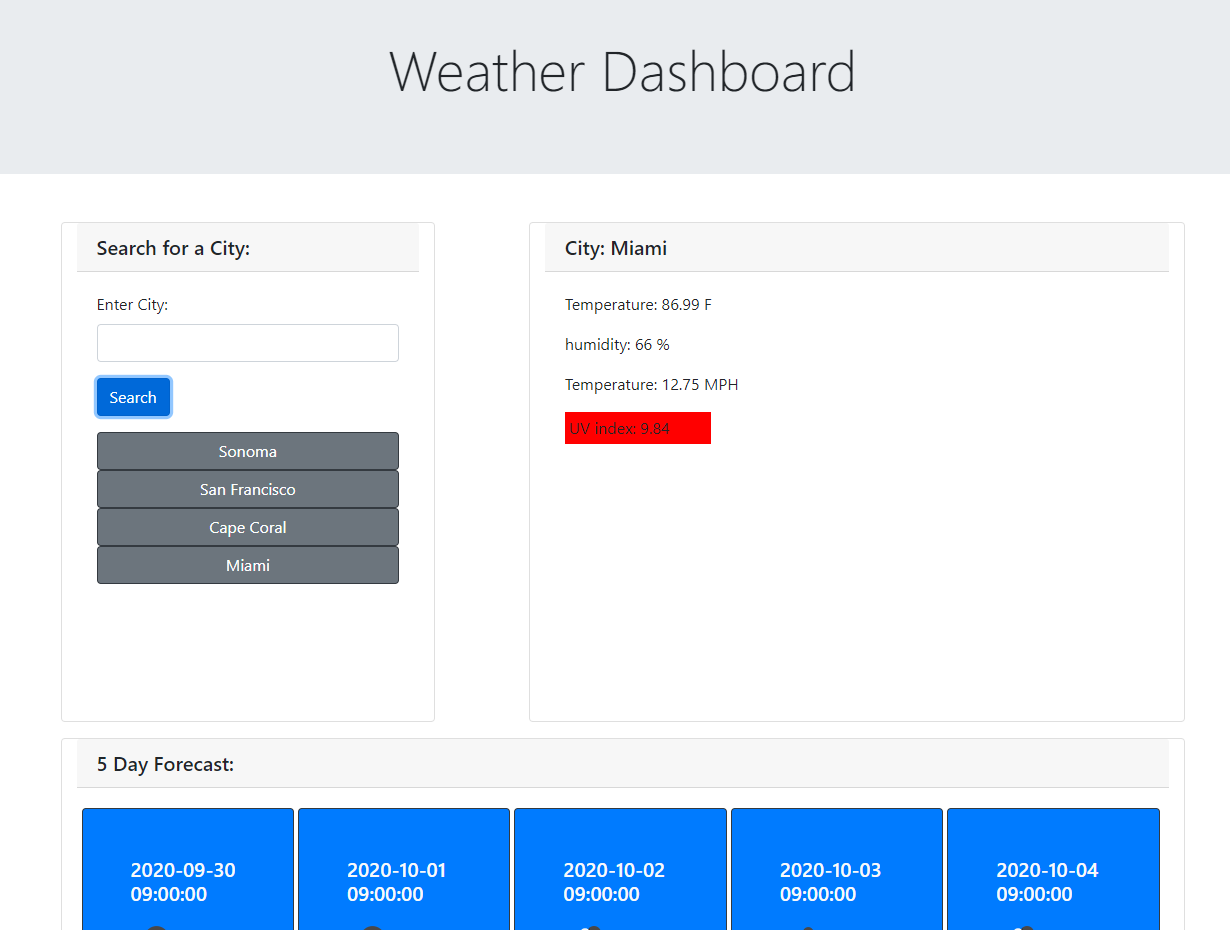 Weather Dashboard
Search for a City:
Enter City:
Search
Sonoma
San Francisco
Cape Coral
Miami
City: Miami
Temperature: 86.99 F
humidity: 66 %
Temperature: 12.75 MPH
UV index: 9.84
5 Day Forecast:
2020-09-30
09:00:00
2020-10-01
09:00:00
2020-10-02
09:00:00
2020-10-03
09:00:00
2020-10-04
09:00:00